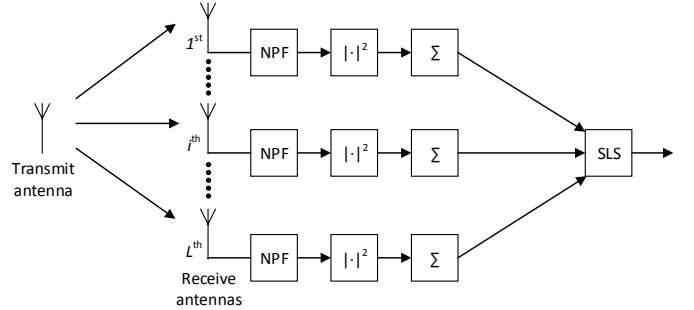 1st NPF |·|² Σ
Transmit
antenna
ith NPF |·|² Σ SLS
Lth NPF |·|² Σ
Receive
antennas